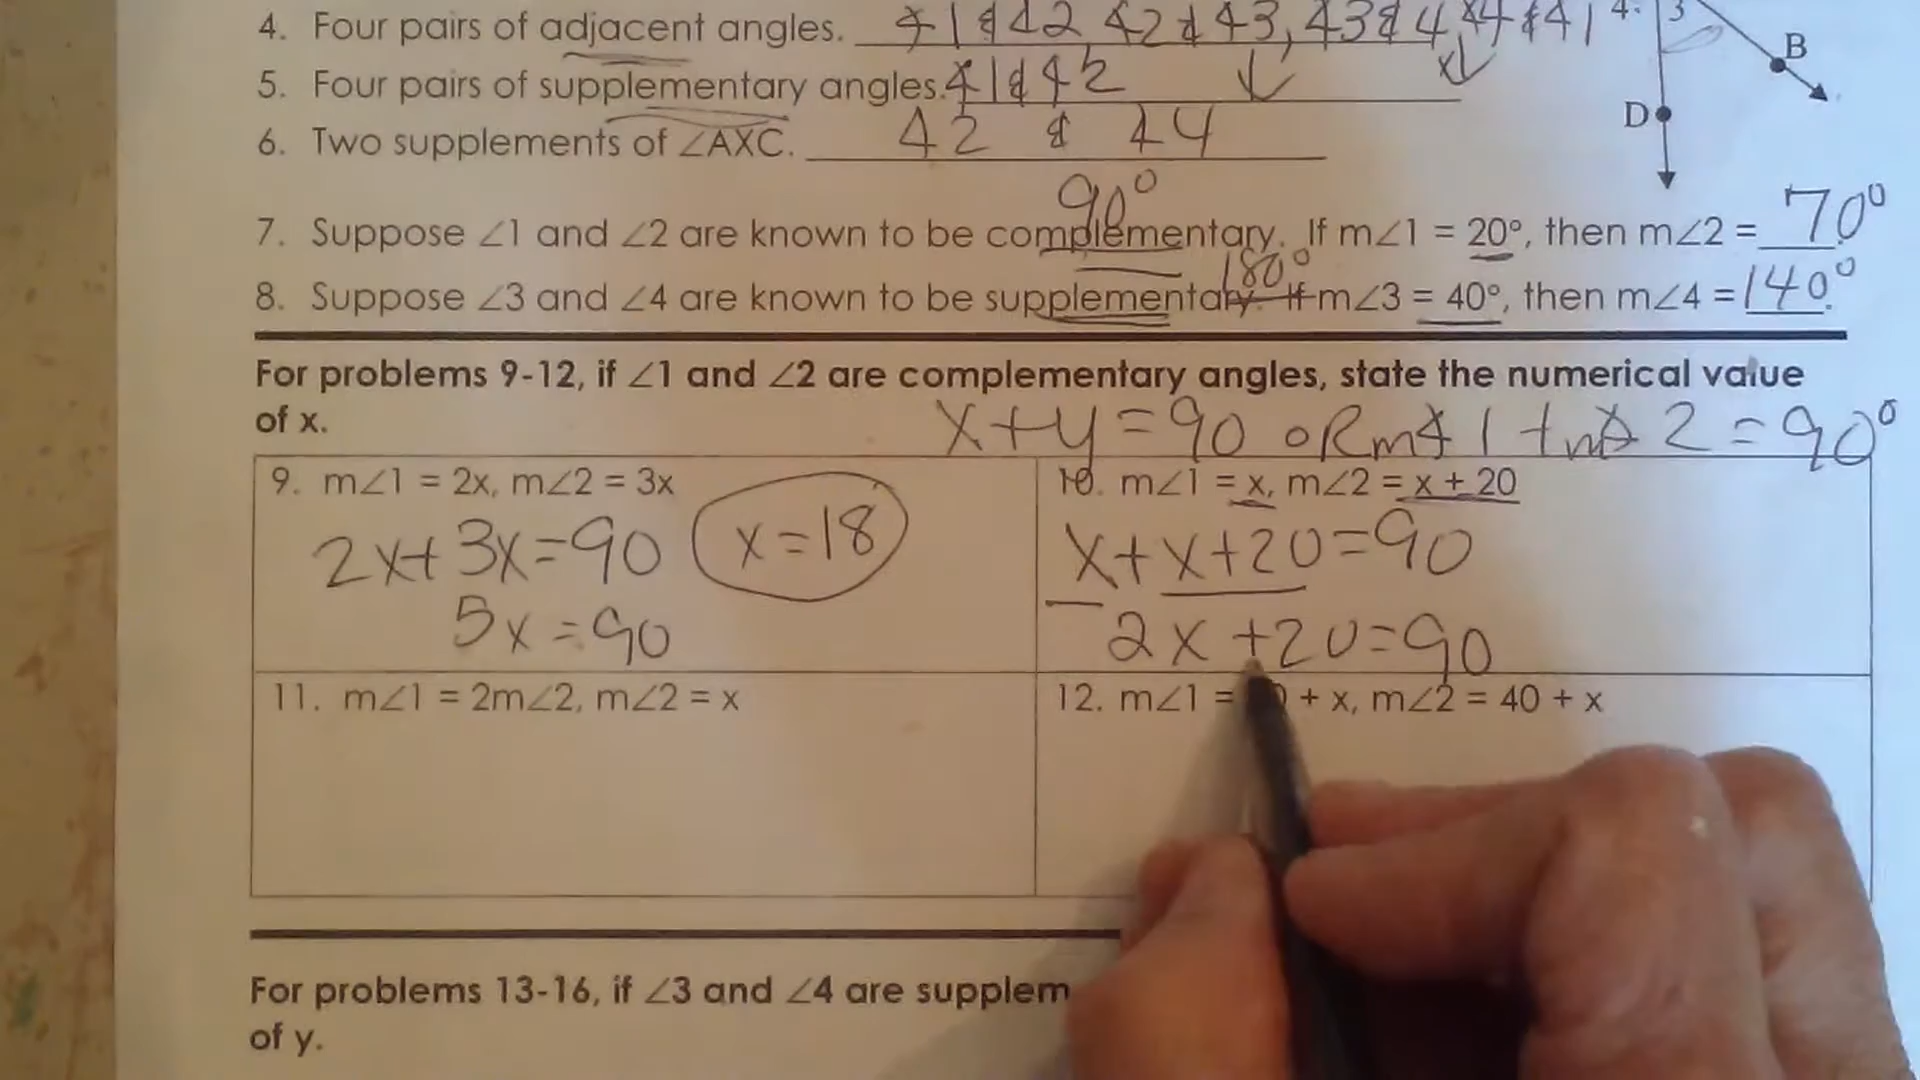 4. Four pairs of adjacent angles. ∡1 & ∡2, ∡2 & ∡3, ∡3 & ∡4, ∡4 & ∡1
4. 3
B
5. Four pairs of supplementary angles. ∡1 & ∡2 ↓ ↓
D
6. Two supplements of ∠AXC. ∡2 & ∡4
90°
7. Suppose ∠1 and ∠2 are known to be complementary. If m∠1 = 20°, then m∠2 = 70°.
180°
8. Suppose ∠3 and ∠4 are known to be supplementary. If m∠3 = 40°, then m∠4 = 140°.
For problems 9-12, if ∠1 and ∠2 are complementary angles, state the numerical value
of x.
x+y=90 oR m∡1 + m∡2 = 90°
9. m∠1 = 2x, m∠2 = 3x
2x+3x=90 x=18
5x=90
10. m∠1 = x, m∠2 = x + 20
x+x+20=90
2x+20=90
11. m∠1 = 2m∠2, m∠2 = x
12. m∠1 = + x, m∠2 = 40 + x
For problems 13-16, if ∠3 and ∠4 are supplem
of y.